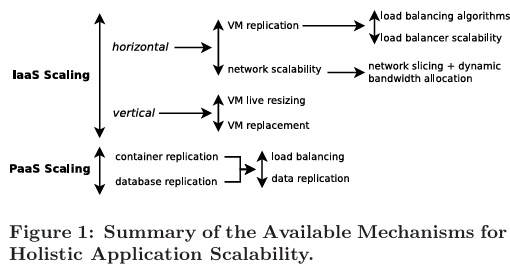 load balancing algorithms
VM replication
load balancer scalability
horizontal
IaaS Scaling
network scalability
network slicing + dynamic
bandwidth allocation
VM live resizing
vertical
VM replacement
container replication
load balancing
PaaS Scaling
database replication
data replication
Figure 1: Summary of the Available Mechanisms for
Holistic Application Scalability.